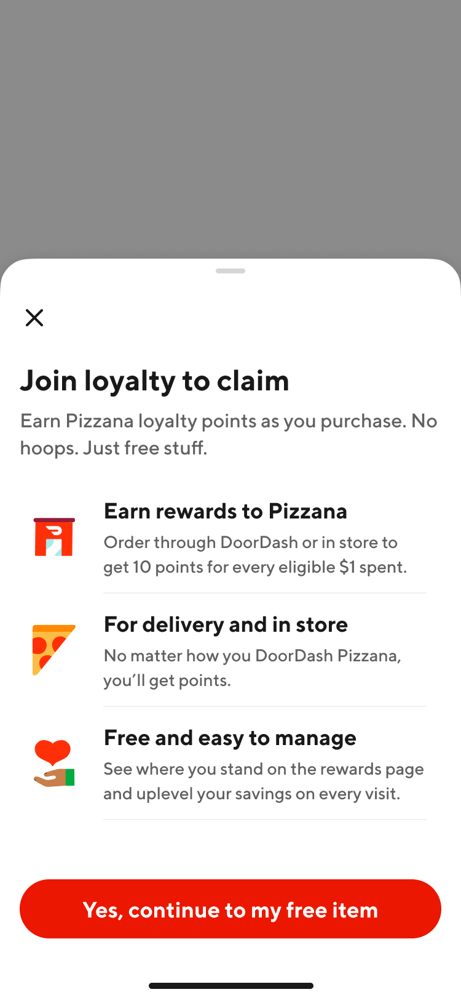 Join loyalty to claim
Earn Pizzana loyalty points as you purchase. No
hoops. Just free stuff.
Earn rewards to Pizzana
Order through DoorDash or in store to
get 10 points for every eligible $1 spent.
For delivery and in store
No matter how you DoorDash Pizzana,
you’ll get points.
Free and easy to manage
See where you stand on the rewards page
and uplevel your savings on every visit.
Yes, continue to my free item